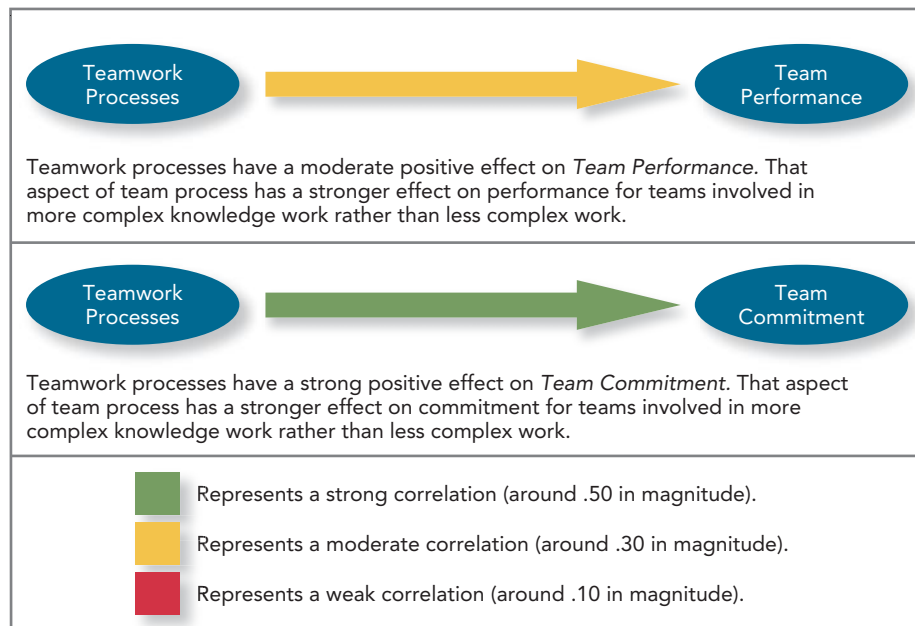 Teamwork
Processes
Team
Performance
Teamwork processes have a moderate positive effect on Team Performance. That
aspect of team process has a stronger effect on performance for teams involved in
more complex knowledge work rather than less complex work.
Teamwork
Processes
Team
Commitment
Teamwork processes have a strong positive effect on Team Commitment. That aspect
of team process has a stronger effect on commitment for teams involved in more
complex knowledge work rather than less complex work.
Represents a strong correlation (around .50 in magnitude).
Represents a moderate correlation (around .30 in magnitude).
Represents a weak correlation (around .10 in magnitude).